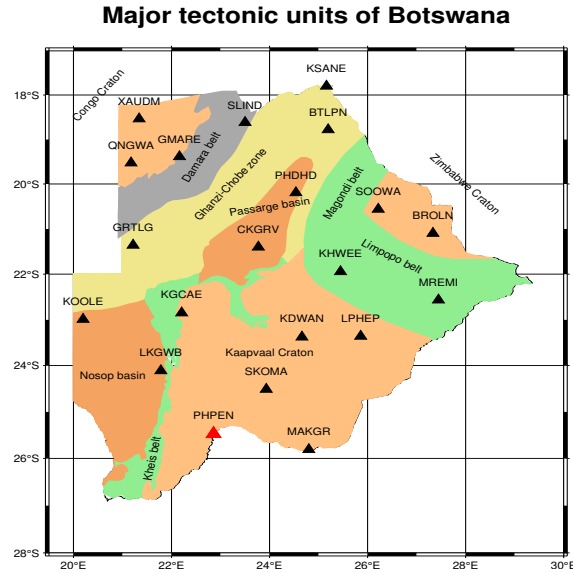 Major tectonic units of Botswana
KSANE
18°S
Congo Craton
XAUDM
SLIND
BTLPN
QNGWA
GMARE
Damara belt
Ghanzi-Chobe zone
Zimbabwe Craton
20°S
PHDHD
Magondi belt
SOOWA
Passarge basin
BROLN
GRTLG
CKGRV
Limpopo belt
22°S
KHWEE
MREMI
KOOLE
KGCAE
KDWAN
LPHEP
24°S
LKGWB
Kaapvaal Craton
Nosop basin
SKOMA
PHPEN
MAKGR
26°S
Kheis belt
28°S
20°E
22°E
24°E
26°E
28°E
30°E